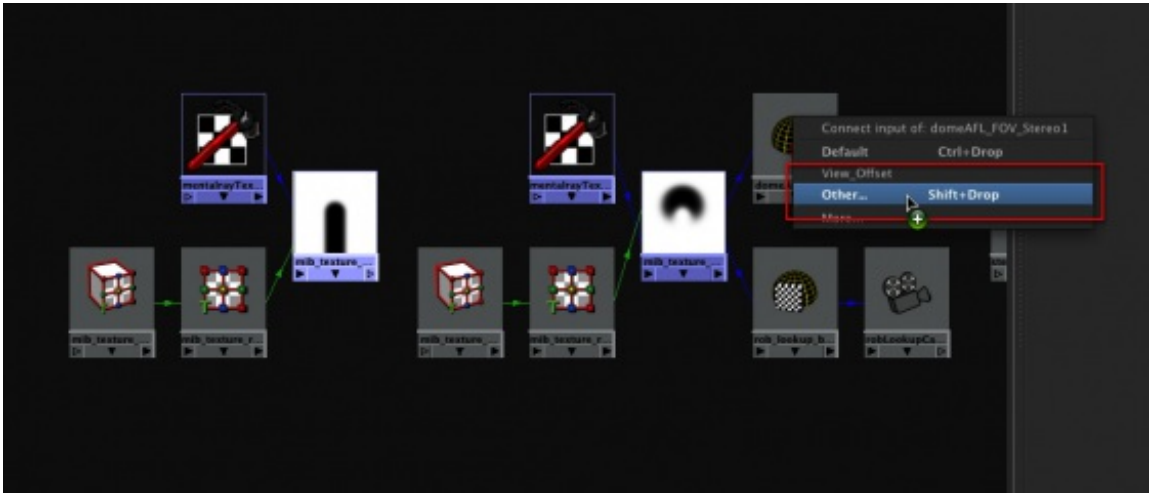 mentalrayTex...
mentalrayTex...
mib_texture_...
mib_texture_...
mib_texture_...
mib_texture_r...
mib_texture_...
mib_texture_r...
rob_lookup_b...
robLookupCa...
Connect input of: domeAFL_FOV_Stereo1
Default Ctrl+Drop
View_Offset
Other... Shift+Drop
More...